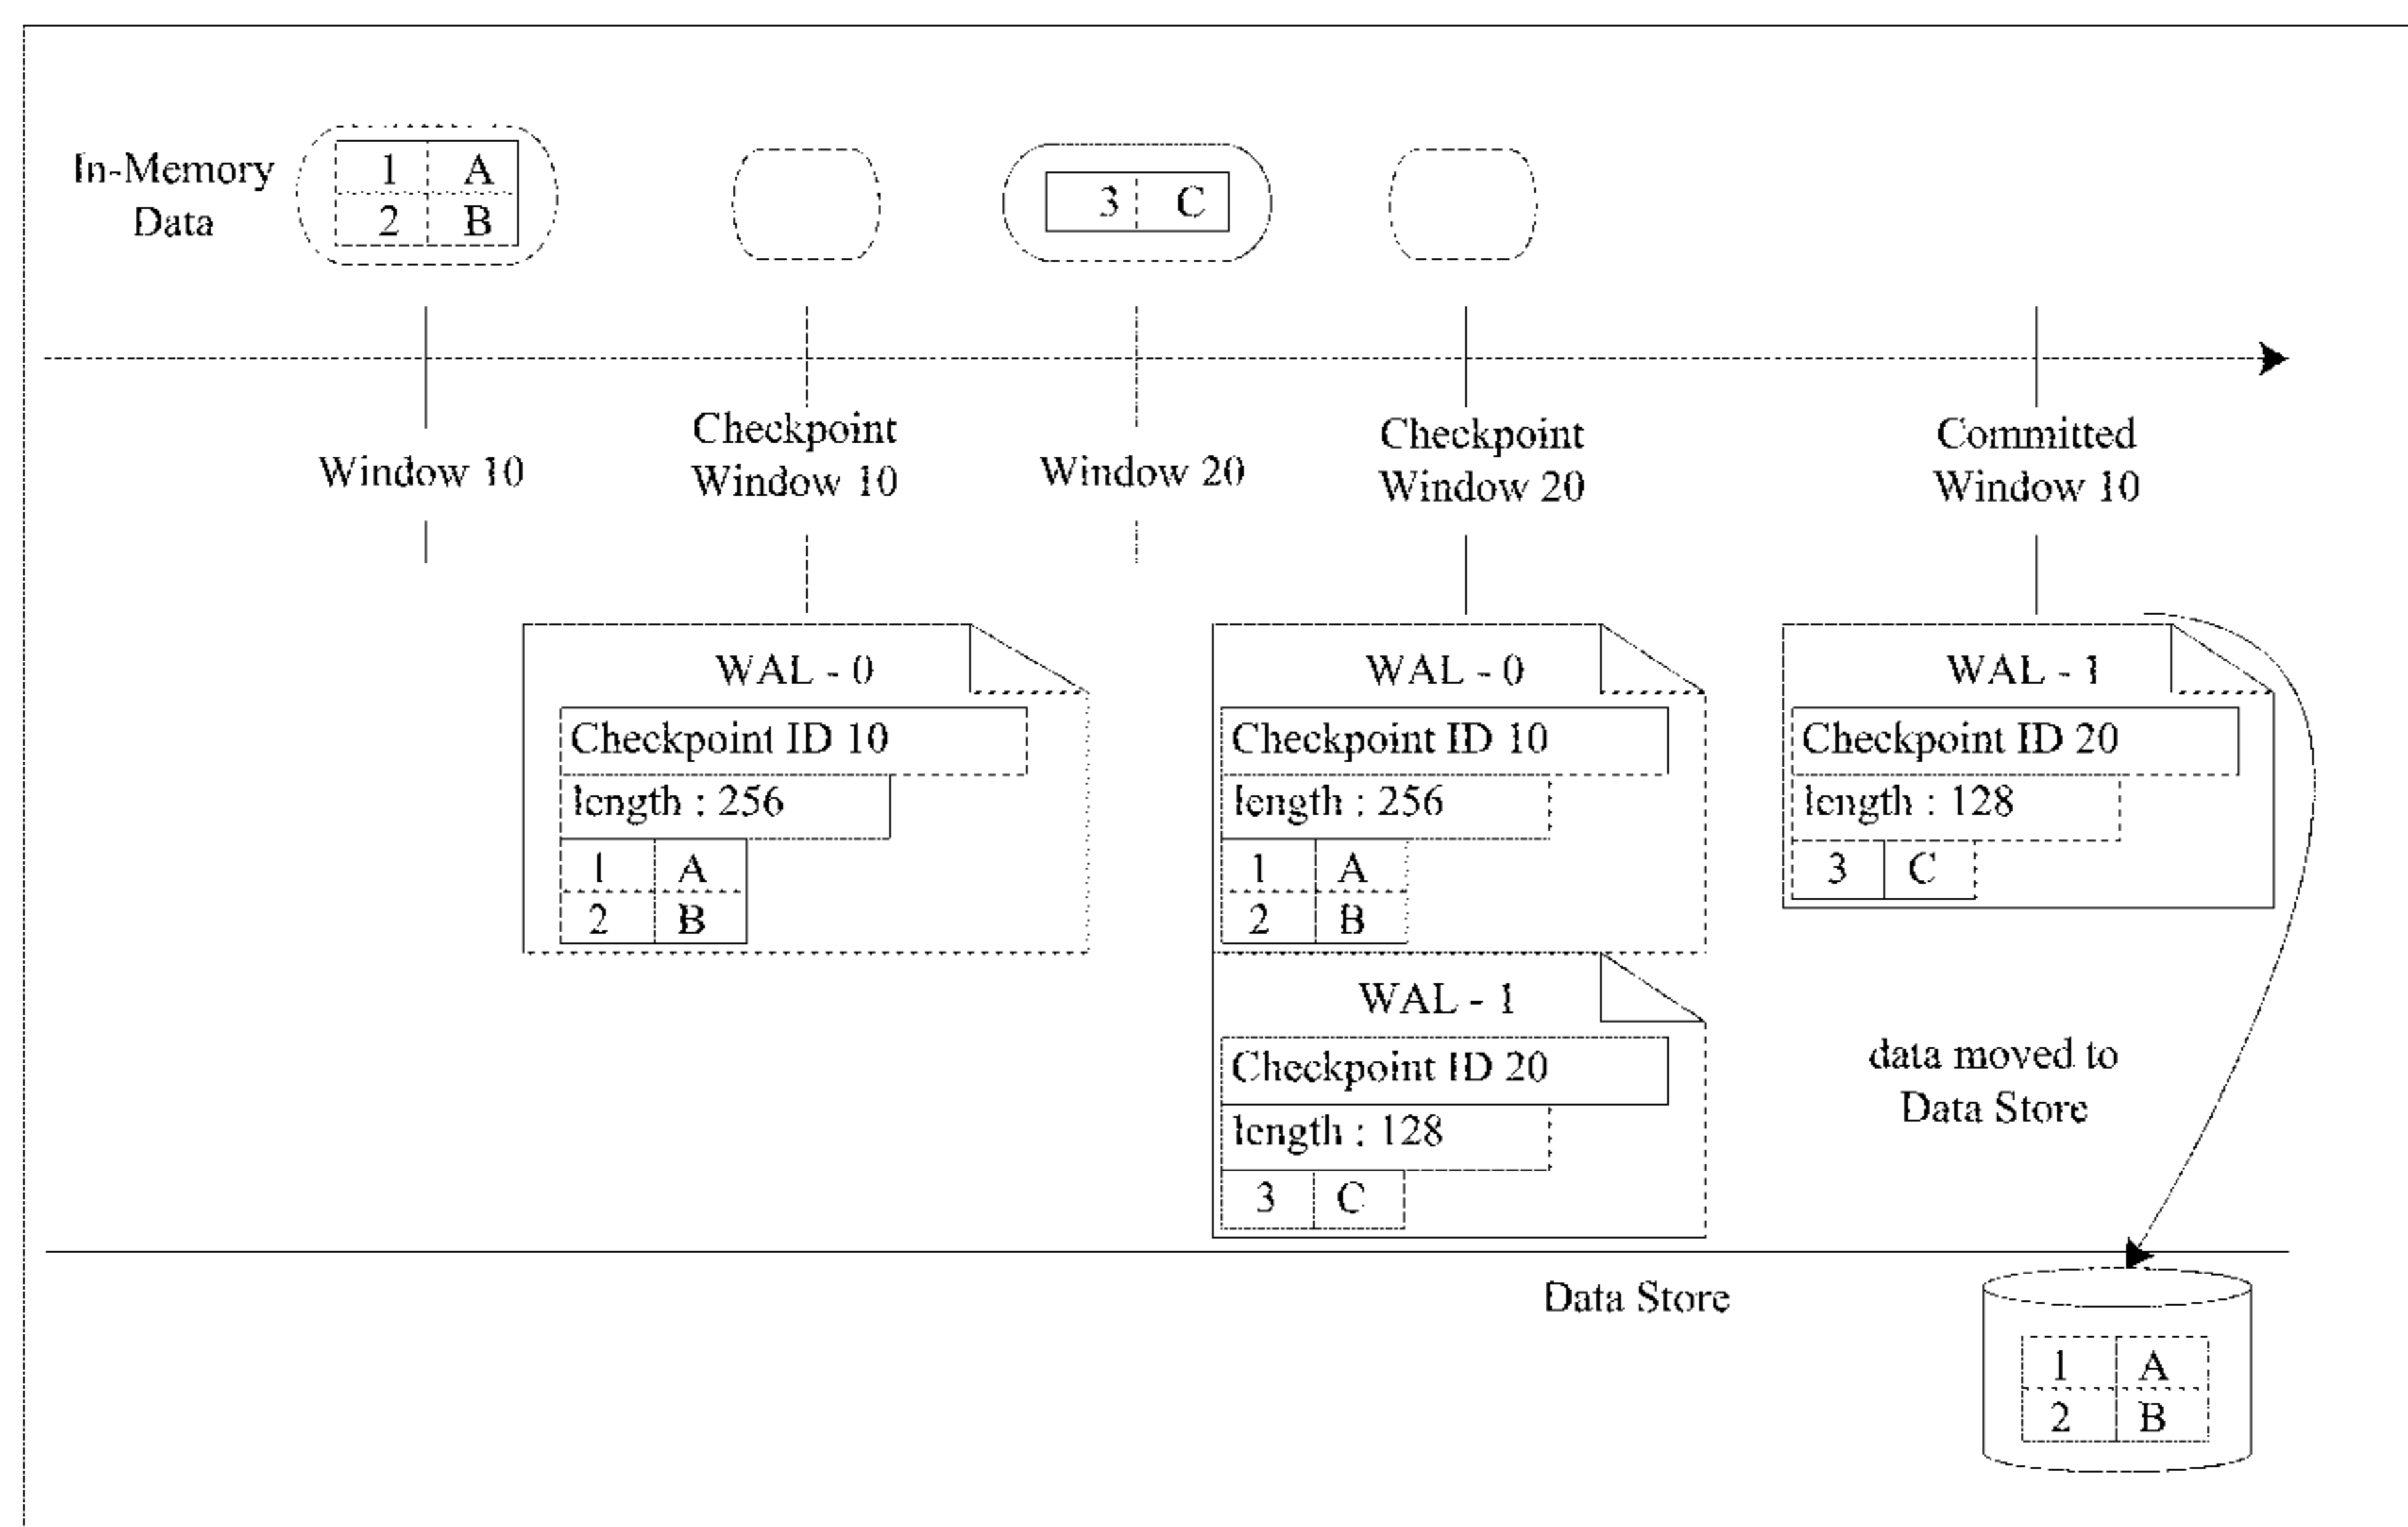 In-Memory
Data
1 A
2 B
3 C
Window 10
Checkpoint
Window 10
Window 20
Checkpoint
Window 20
Committed
Window 10
WAL - 0
Checkpoint ID 10
length : 256
1 A
2 B
WAL - 0
Checkpoint ID 10
length : 256
1 A
2 B
WAL - 1
Checkpoint ID 20
length : 128
3 C
WAL - 1
Checkpoint ID 20
length : 128
3 C
data moved to
Data Store
Data Store
1 A
2 B